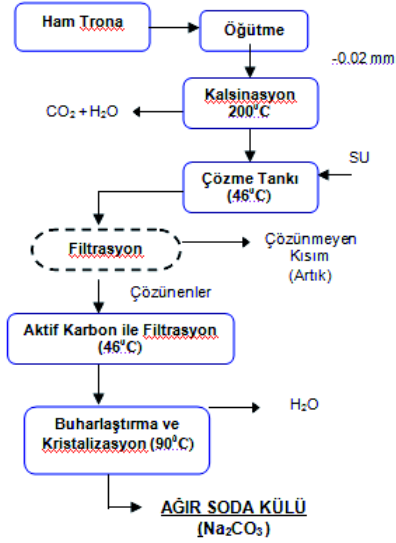 Ham Trona
Öğütme
-0.02 mm
Kalsinasyon
200⁰C
CO₂ + H₂O
SU
Çözme Tankı
(46⁰C)
Filtrasyon
Çözünmeyen
Kısım
(Artık)
Çözünenler
Aktif Karbon ile Filtrasyon
(46⁰C)
Buharlaştırma ve
Kristalizasyon (90⁰C)
H₂O
AĞIR SODA KÜLÜ
(Na₂CO₃)